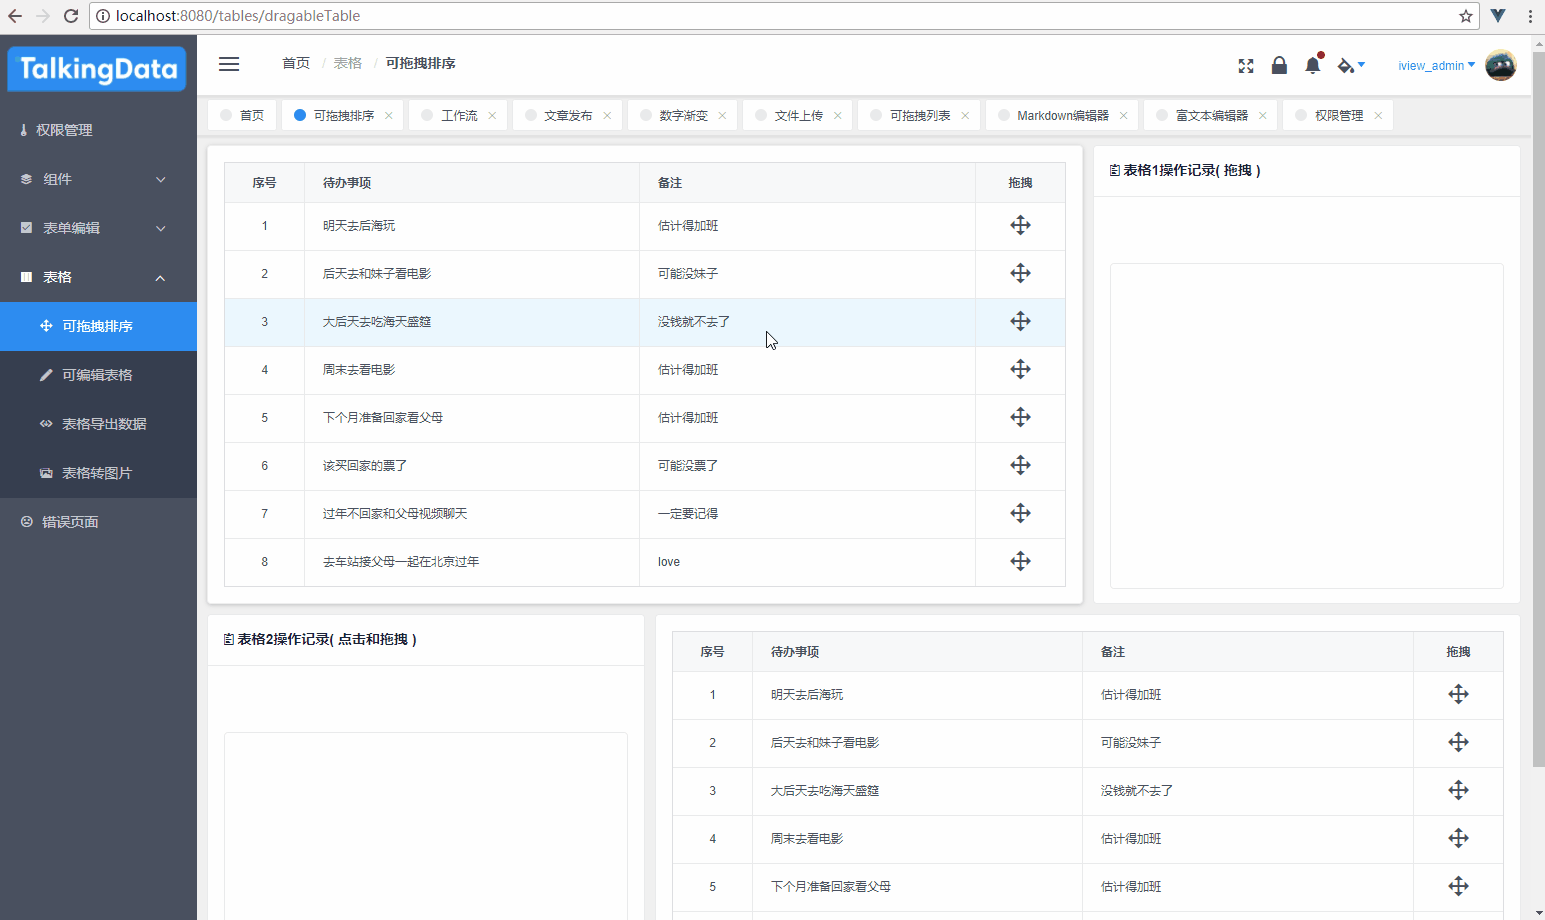 localhost:8080/tables/dragableTable
TalkingData
首页 / 表格 / 可拖拽排序
iview_admin
首页 可拖拽排序 工作流 文章发布 数字渐变 文件上传 可拖拽列表 Markdown编辑器 富文本编辑器 权限管理
权限管理
组件
表单编辑
表格
可拖拽排序
可编辑表格
表格导出数据
表格转图片
错误页面
序号 待办事项 备注 拖拽
1 明天去后海玩 估计得加班
2 后天去和妹子看电影 可能没妹子
3 大后天去吃海天盛筵 没钱就不去了
4 周末去看电影 估计得加班
5 下个月准备回家看父母 估计得加班
6 该买回家的票了 可能没票了
7 过年不回家和父母视频聊天 一定要记得
8 去车站接父母一起在北京过年 love
表格1操作记录( 拖拽 )
表格2操作记录( 点击和拖拽 )
序号 待办事项 备注 拖拽
1 明天去后海玩 估计得加班
2 后天去和妹子看电影 可能没妹子
3 大后天去吃海天盛筵 没钱就不去了
4 周末去看电影 估计得加班
5 下个月准备回家看父母 估计得加班